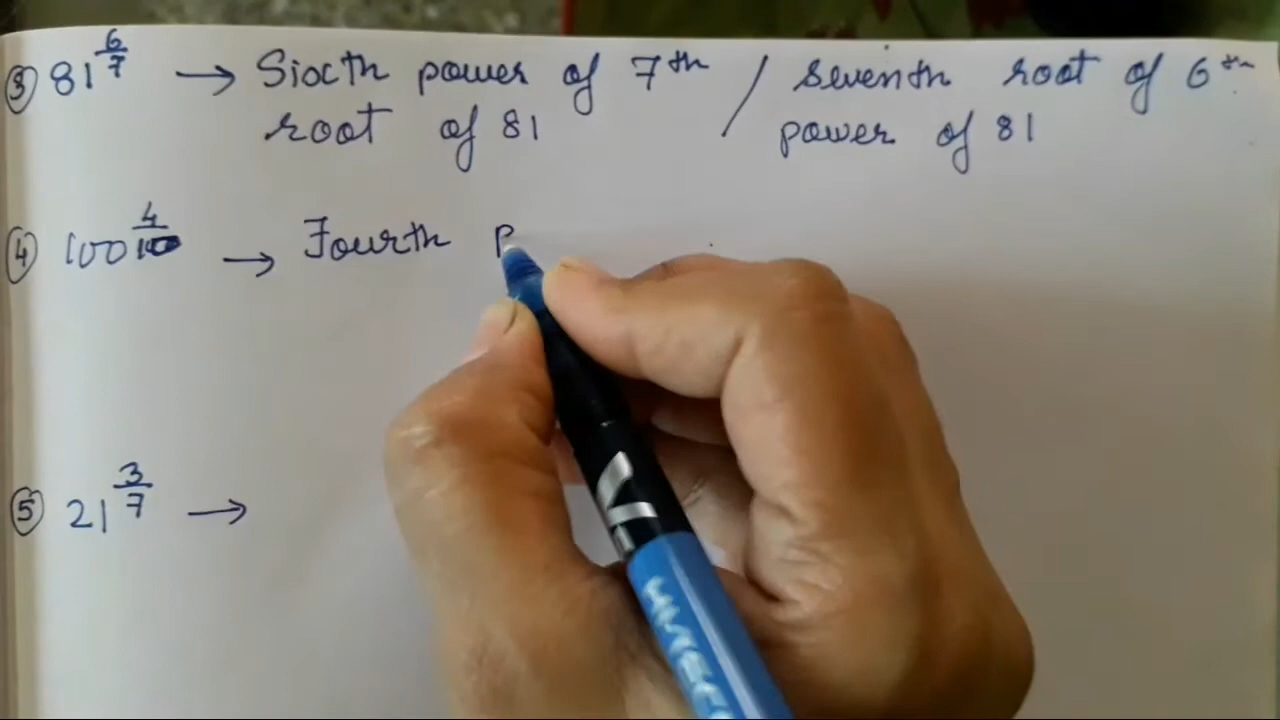 ③ 81^(6/7) → Sixth power of 7th / seventh root of 6th
root of 81 / power of 81
④ 100^(4/10) → Fourth P
⑤ 21^(3/7) →